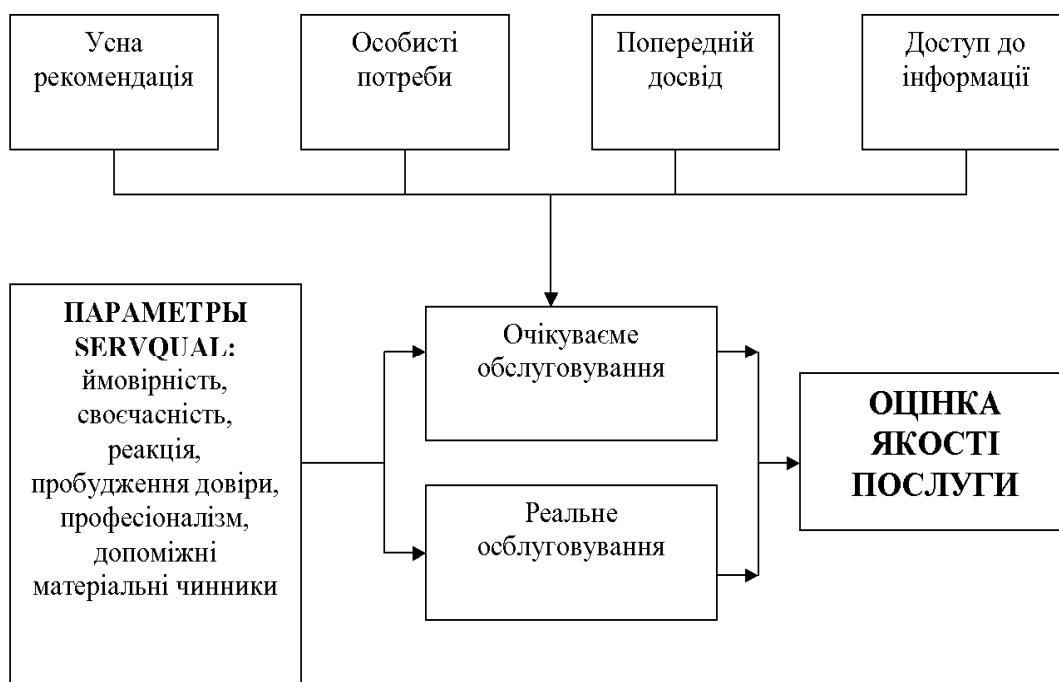 Усна
рекомендація
Особисті
потреби
Попередній
досвід
Доступ до
інформації
ПАРАМЕТРЫ
SERVQUAL:
ймовірність,
своєчасність,
реакція,
пробудження довіри,
професіоналізм,
допоміжні
матеріальні чинники
Очікуваєме
обслуговування
Реальне
осблуговування
ОЦІНКА
ЯКОСТІ
ПОСЛУГИ